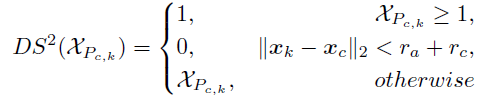 1, 𝒳_{P_{c,k}} ≥ 1,
DS²(𝒳_{P_{c,k}}) = { 0, ‖𝒙_k − 𝒙_c‖₂ < r_a + r_c,
𝒳_{P_{c,k}}, otherwise